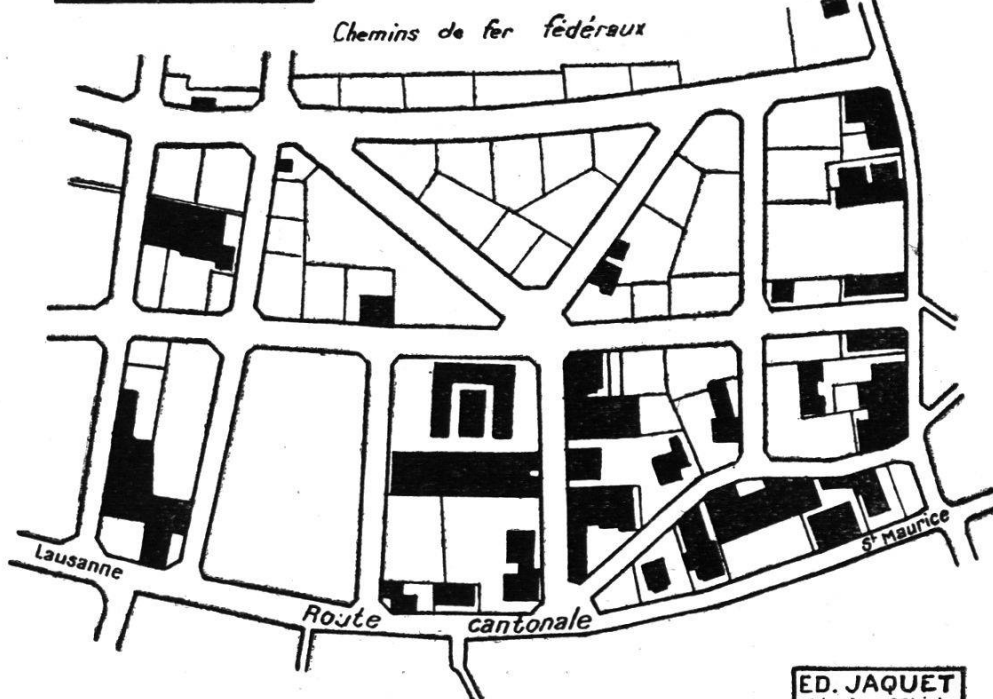 Chemins de fer fédéraux
Lausanne
Route cantonale
St Maurice
ED. JAQUET